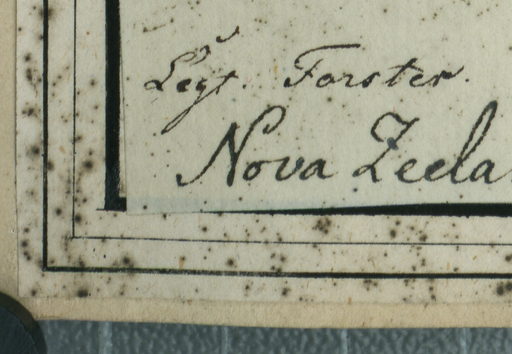 Legt. Forster.
Nova Zeela